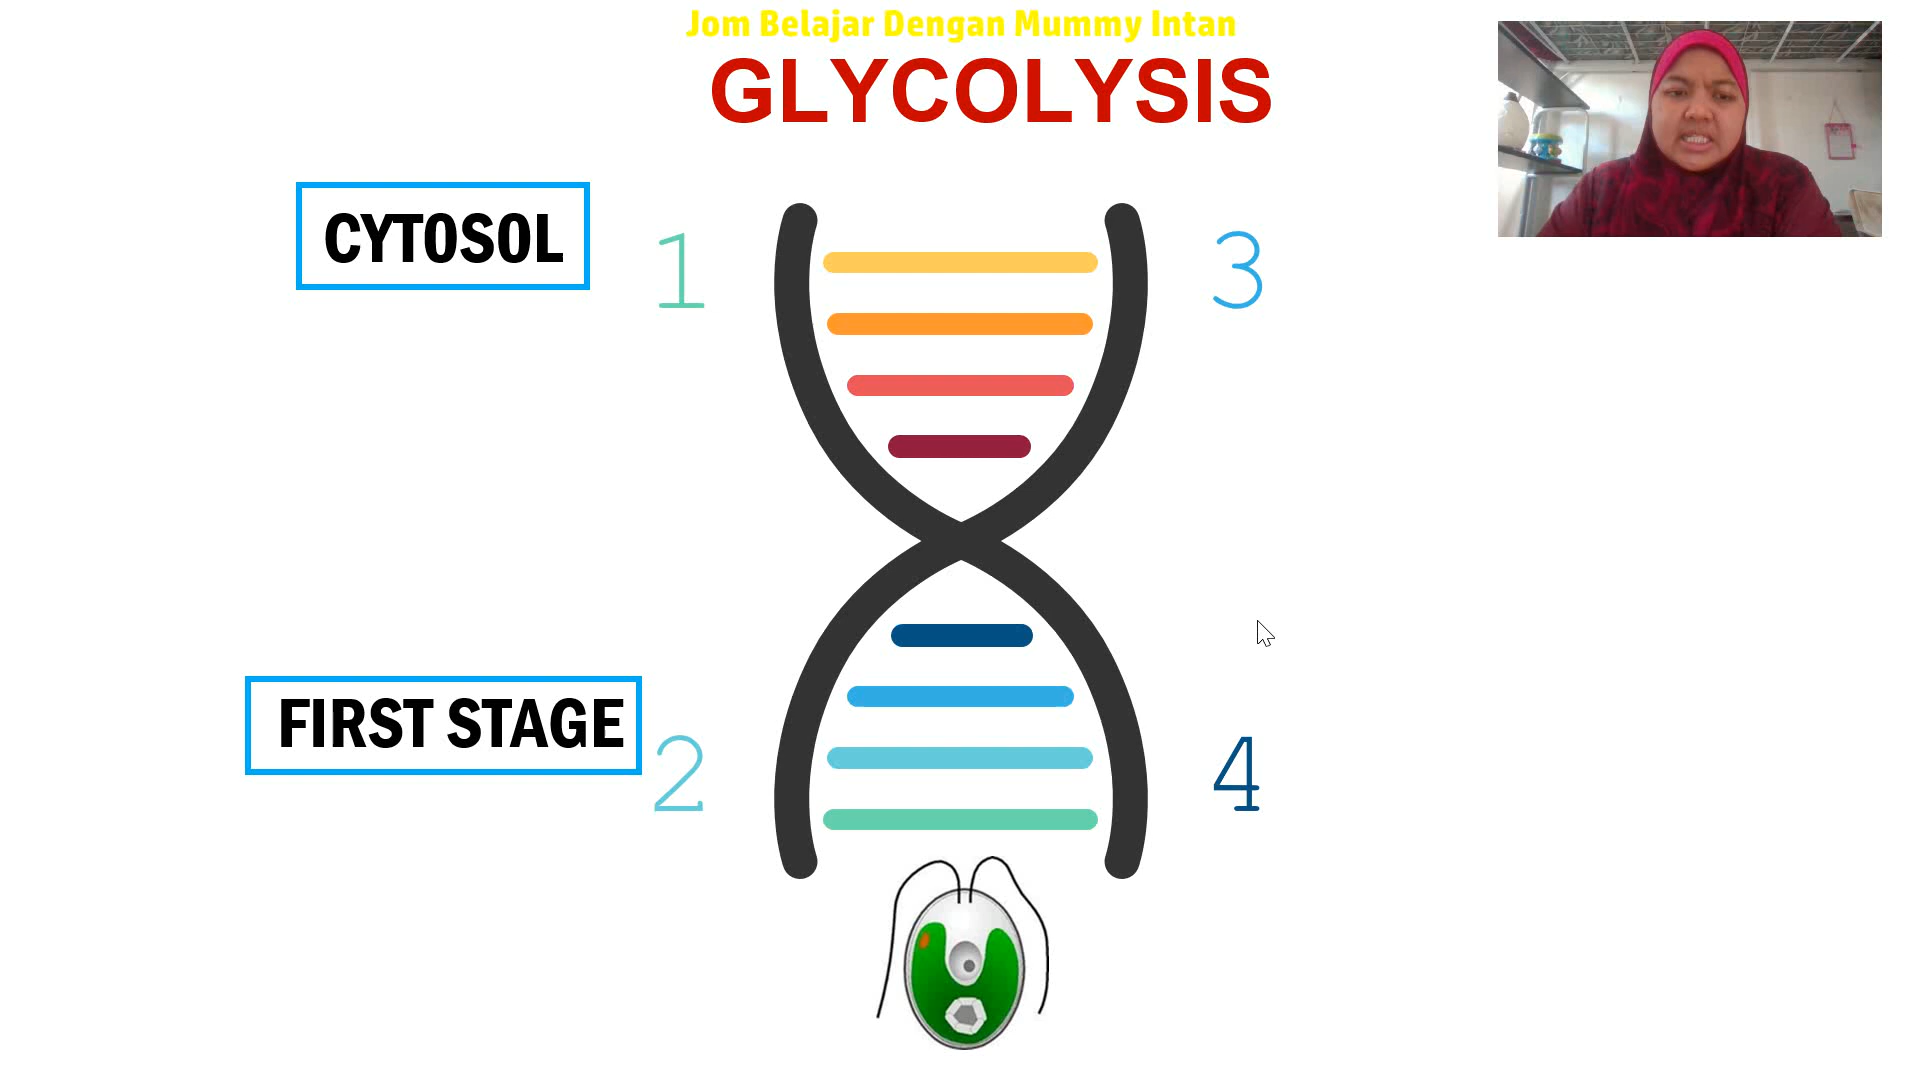 Jom Belajar Dengan Mummy Intan
GLYCOLYSIS
CYTOSOL
1
3
FIRST STAGE
2
4